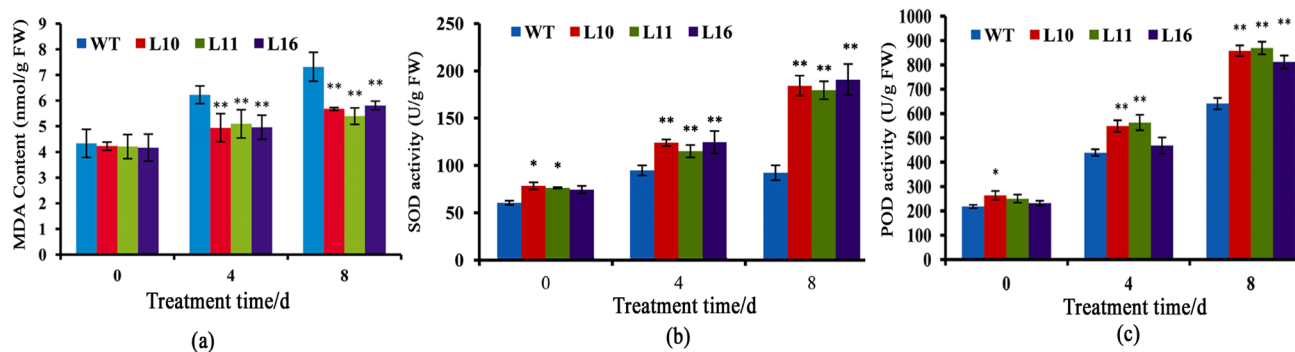 MDA Content (nmol/g FW)
9
8
7
6
5
4
3
2
1
0
WT L10 L11 L16
** ** **
** ** **
0 4 8
Treatment time/d
(a)
SOD activity (U/g FW)
250
200
150
100
50
0
WT L10 L11 L16
* *
** ** **
** ** **
0 4 8
Treatment time/d
(b)
POD activity (U/g FW)
1000
900
800
700
600
500
400
300
200
100
0
WT L10 L11 L16
*
** **
** ** **
0 4 8
Treatment time/d
(c)